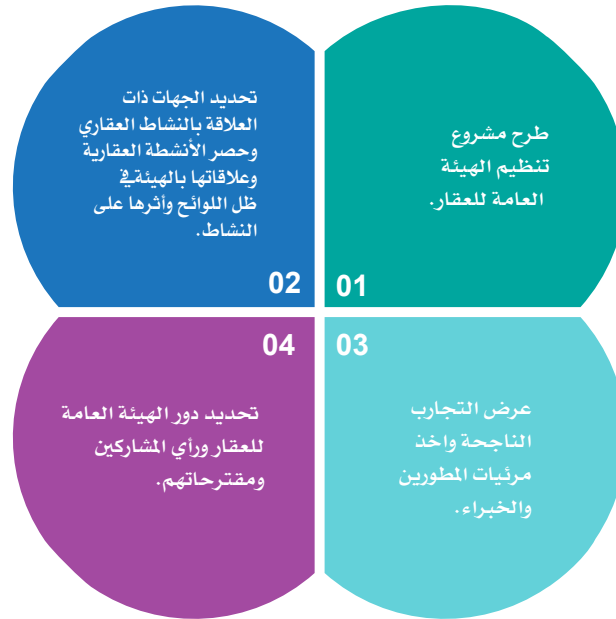 طرح مشروع
تنظيم الهيئة
العامة للعقار.
01
تحديد الجهات ذات
العلاقة بالنشاط العقاري
وحصر الأنشطة العقارية
وعلاقاتها بالهيئة في
ظل اللوائح وأثرها على
النشاط.
02
عرض التجارب
الناجحة واخذ
مرئيات المطورين
والخبراء.
03
تحديد دور الهيئة العامة
للعقار ورأي المشاركين
ومقترحاتهم.
04